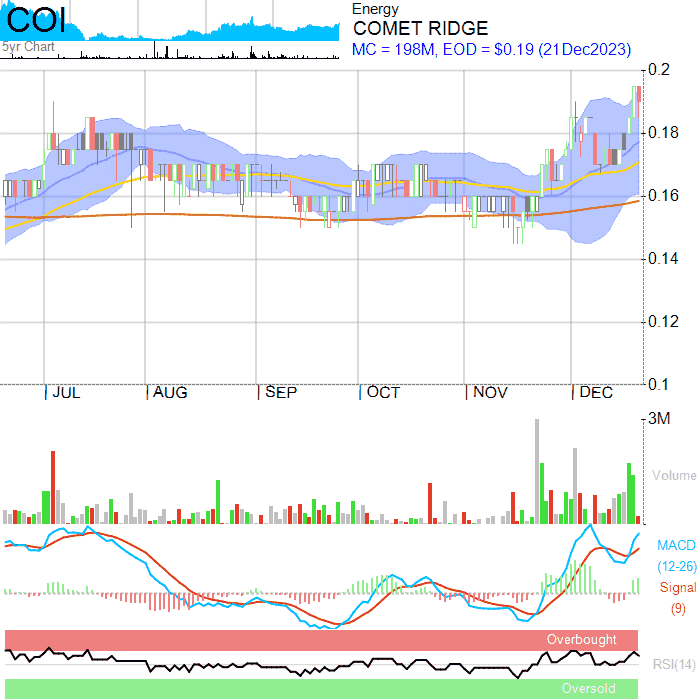 COI
5yr Chart
Energy
COMET RIDGE
MC = 198M, EOD = $0.19 (21Dec2023)
0.2
0.18
0.16
0.14
0.12
0.1
JUL AUG SEP OCT NOV DEC
3M
Volume
MACD
(12-26)
Signal
(9)
Overbought
RSI(14)
Oversold